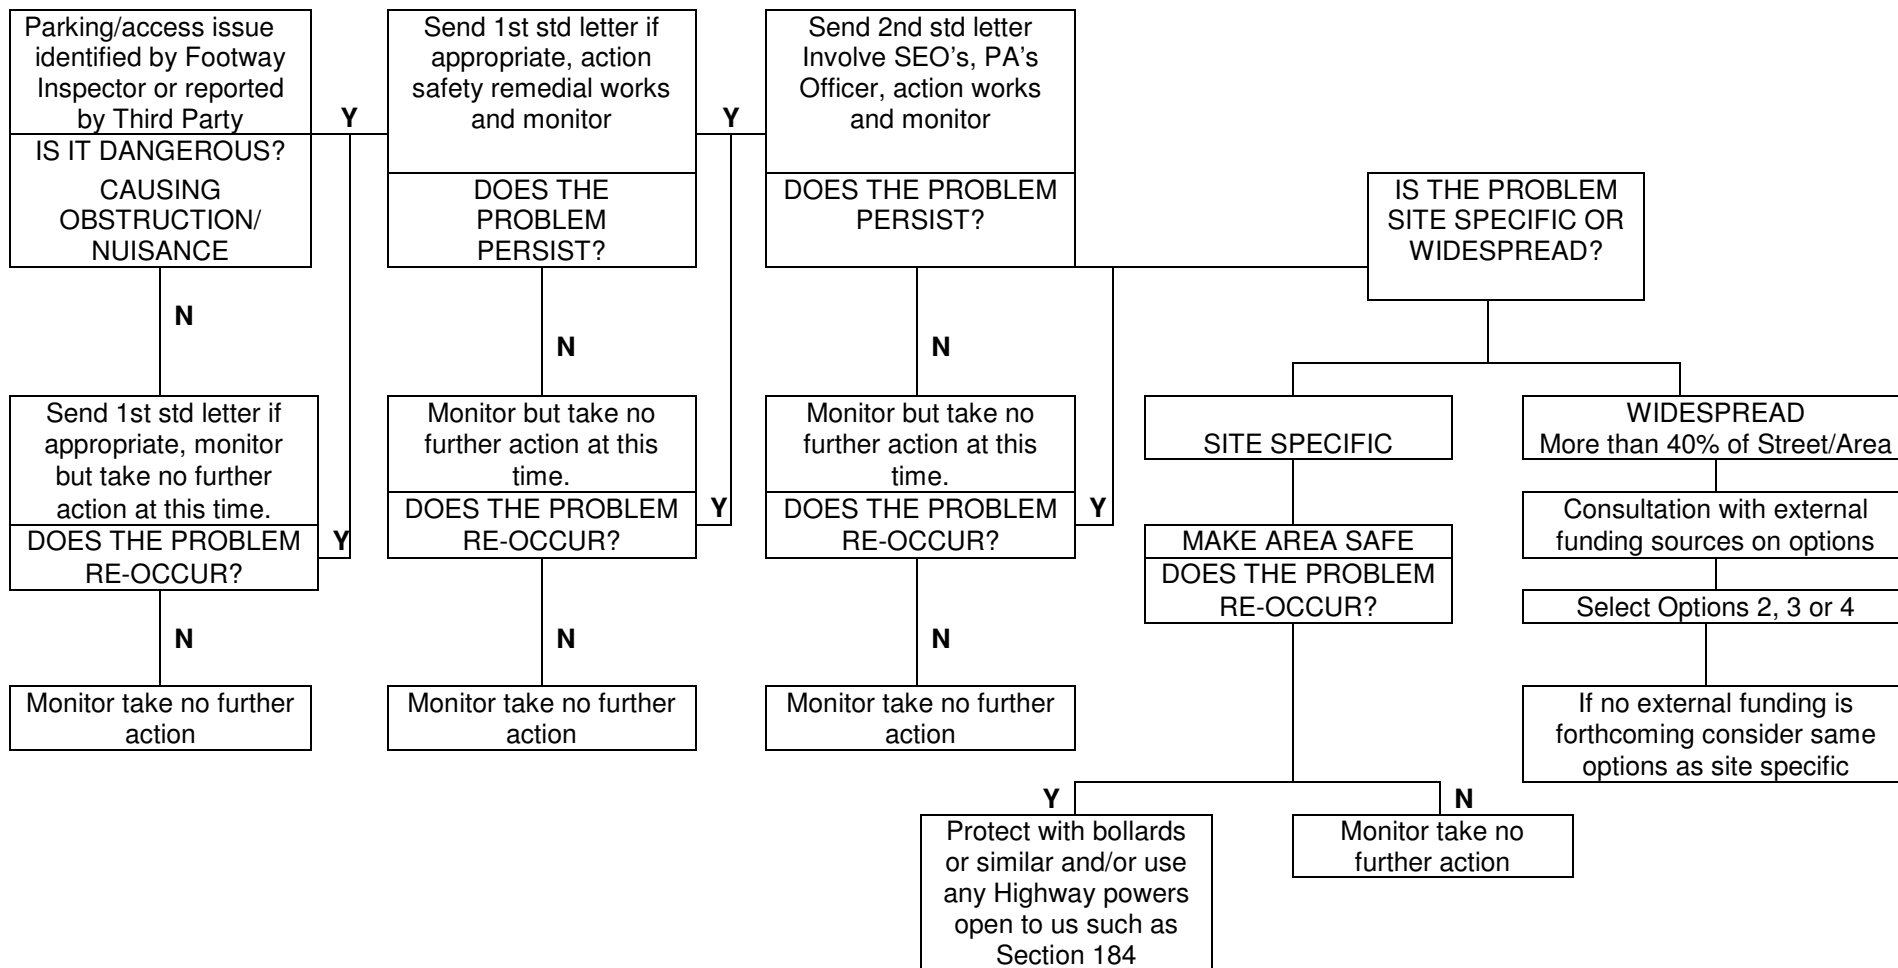 Parking/access issue
identified by Footway
Inspector or reported
by Third Party
IS IT DANGEROUS?
CAUSING
OBSTRUCTION/
NUISANCE
Y
Send 1st std letter if
appropriate, action
safety remedial works
and monitor
DOES THE
PROBLEM
PERSIST?
Y
Send 2nd std letter
Involve SEO's, PA's
Officer, action works
and monitor
DOES THE PROBLEM
PERSIST?
IS THE PROBLEM
SITE SPECIFIC OR
WIDESPREAD?
N
N
N
Send 1st std letter if
appropriate, monitor
but take no further
action at this time.
DOES THE PROBLEM
RE-OCCUR?
Y
Monitor but take no
further action at this
time.
DOES THE PROBLEM
RE-OCCUR?
Y
Monitor but take no
further action at this
time.
DOES THE PROBLEM
RE-OCCUR?
Y
SITE SPECIFIC
MAKE AREA SAFE
DOES THE PROBLEM
RE-OCCUR?
WIDESPREAD
More than 40% of Street/Area
Consultation with external
funding sources on options
Select Options 2, 3 or 4
N
N
N
Monitor take no further
action
Monitor take no further
action
Monitor take no further
action
If no external funding is
forthcoming consider same
options as site specific
Y
N
Protect with bollards
or similar and/or use
any Highway powers
open to us such as
Section 184
Monitor take no
further action